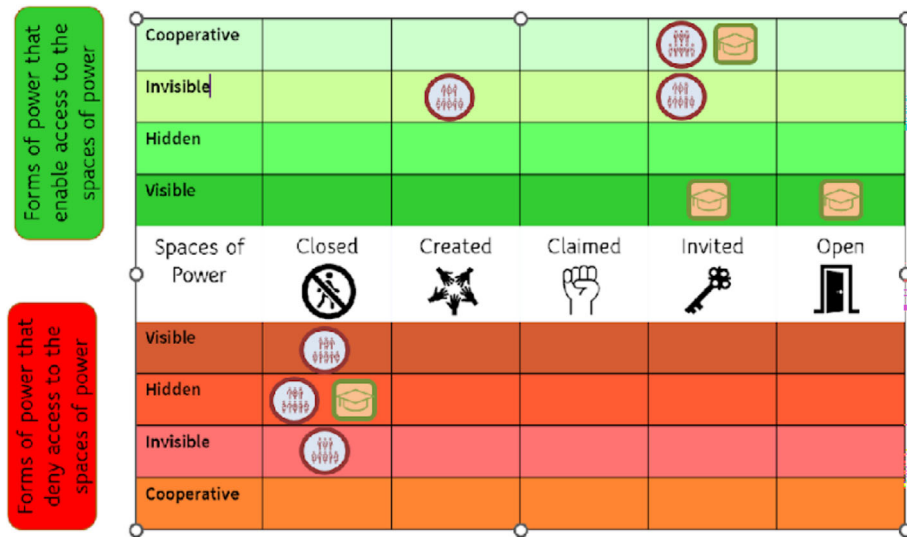 Forms of power that
enable access to the
spaces of power
Cooperative
Invisible
Hidden
Visible
Spaces of
Power
Closed
Created
Claimed
Invited
Open
Forms of power that
deny access to the
spaces of power
Visible
Hidden
Invisible
Cooperative